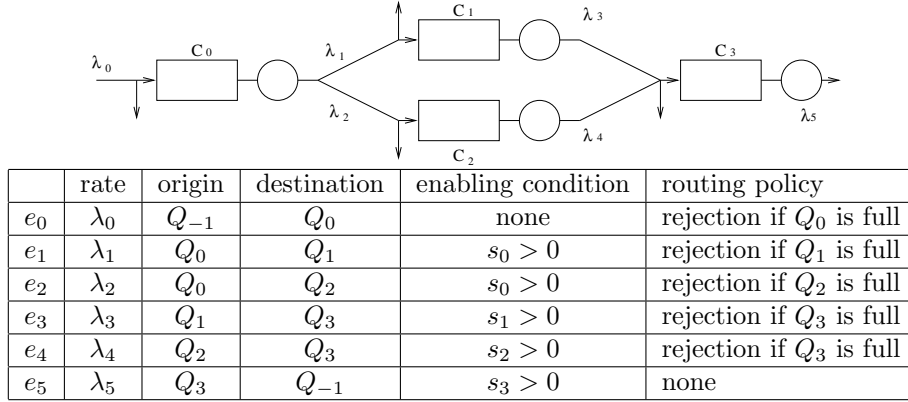 C 0
C 1
C 3
λ 0
λ 1
λ 3
λ 2
λ 4
λ5
C 2
rate origin destination enabling condition routing policy
e0 λ0 Q−1 Q0 none rejection if Q0 is full
e1 λ1 Q0 Q1 s0 > 0 rejection if Q1 is full
e2 λ2 Q0 Q2 s0 > 0 rejection if Q2 is full
e3 λ3 Q1 Q3 s1 > 0 rejection if Q3 is full
e4 λ4 Q2 Q3 s2 > 0 rejection if Q3 is full
e5 λ5 Q3 Q−1 s3 > 0 none